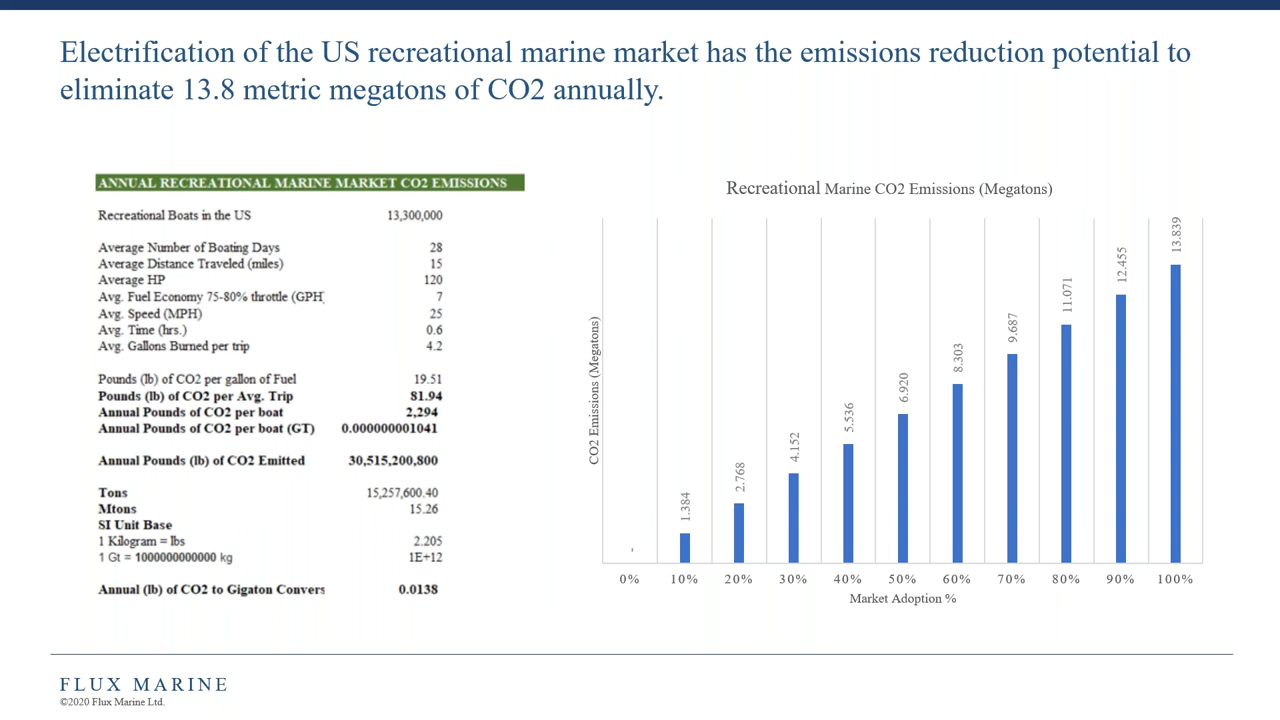 Electrification of the US recreational marine market has the emissions reduction potential to
eliminate 13.8 metric megatons of CO2 annually.
ANNUAL RECREATIONAL MARINE MARKET CO2 EMISSIONS
Recreational Boats in the US 13,300,000
Average Number of Boating Days 28
Average Distance Traveled (miles) 15
Average HP 120
Avg. Fuel Economy 75-80% throttle (GPH 7
Avg. Speed (MPH) 25
Avg. Time (hrs.) 0.6
Avg. Gallons Burned per trip 4.2
Pounds (lb) of CO2 per gallon of Fuel 19.51
Pounds (lb) of CO2 per Avg. Trip 81.94
Annual Pounds of CO2 per boat 2,294
Annual Pounds of CO2 per boat (GT) 0.000000001041
Annual Pounds (lb) of CO2 Emitted 30,515,200,800
Tons 15,257,600.40
Mtons 15.26
SI Unit Base
1 Kilogram = lbs 2.205
1 Gt = 1000000000000 kg 1E+12
Annual (lb) of CO2 to Gigaton Convers 0.0138
Recreational Marine CO2 Emissions (Megatons)
CO2 Emissions (Megatons)
- 1.384 2.768 4.152 5.536 6.920 8.303 9.687 11.071 12.455 13.839
0% 10% 20% 30% 40% 50% 60% 70% 80% 90% 100%
Market Adoption %
FLUX MARINE
©2020 Flux Marine Ltd.